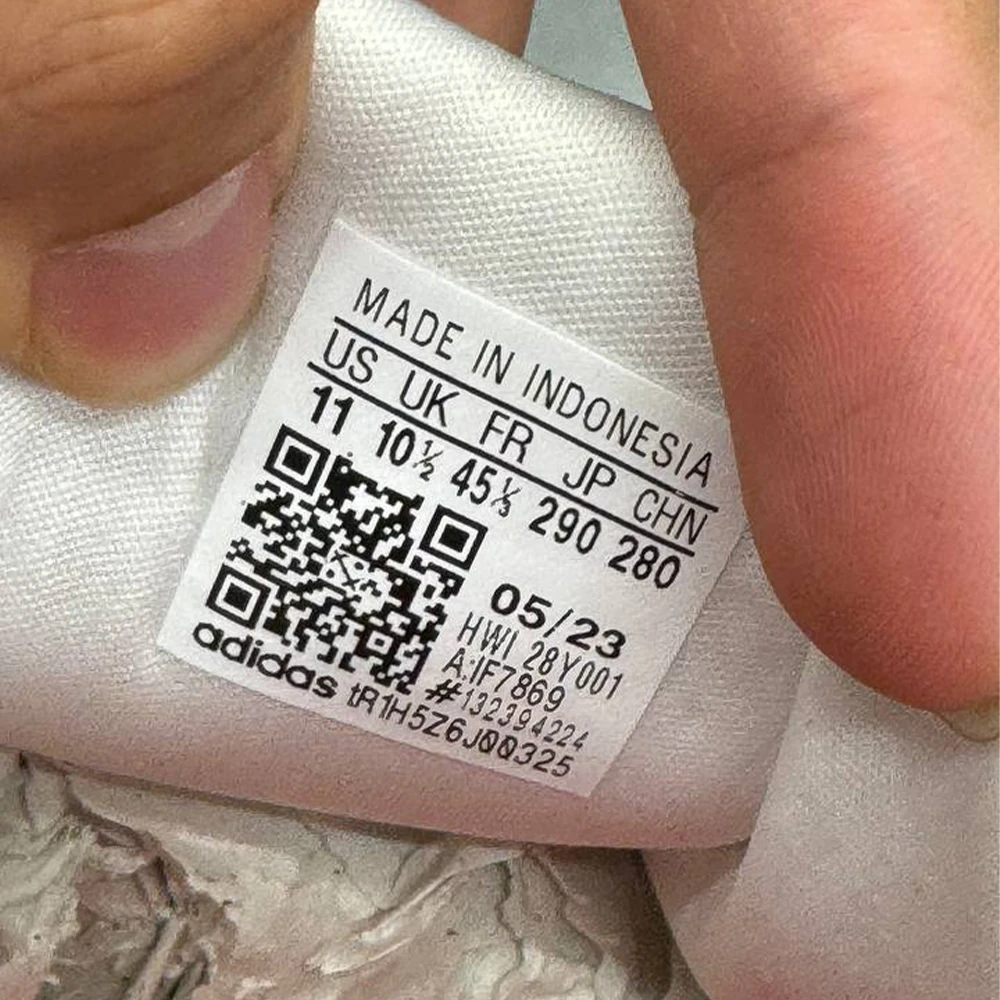 MADE IN INDONESIA
US UK FR JP CHN
11 10½ 45⅓ 290 280
05/23
HWI 28Y001
A:IF7869
#132394224
adidas tR1H5Z6J00325